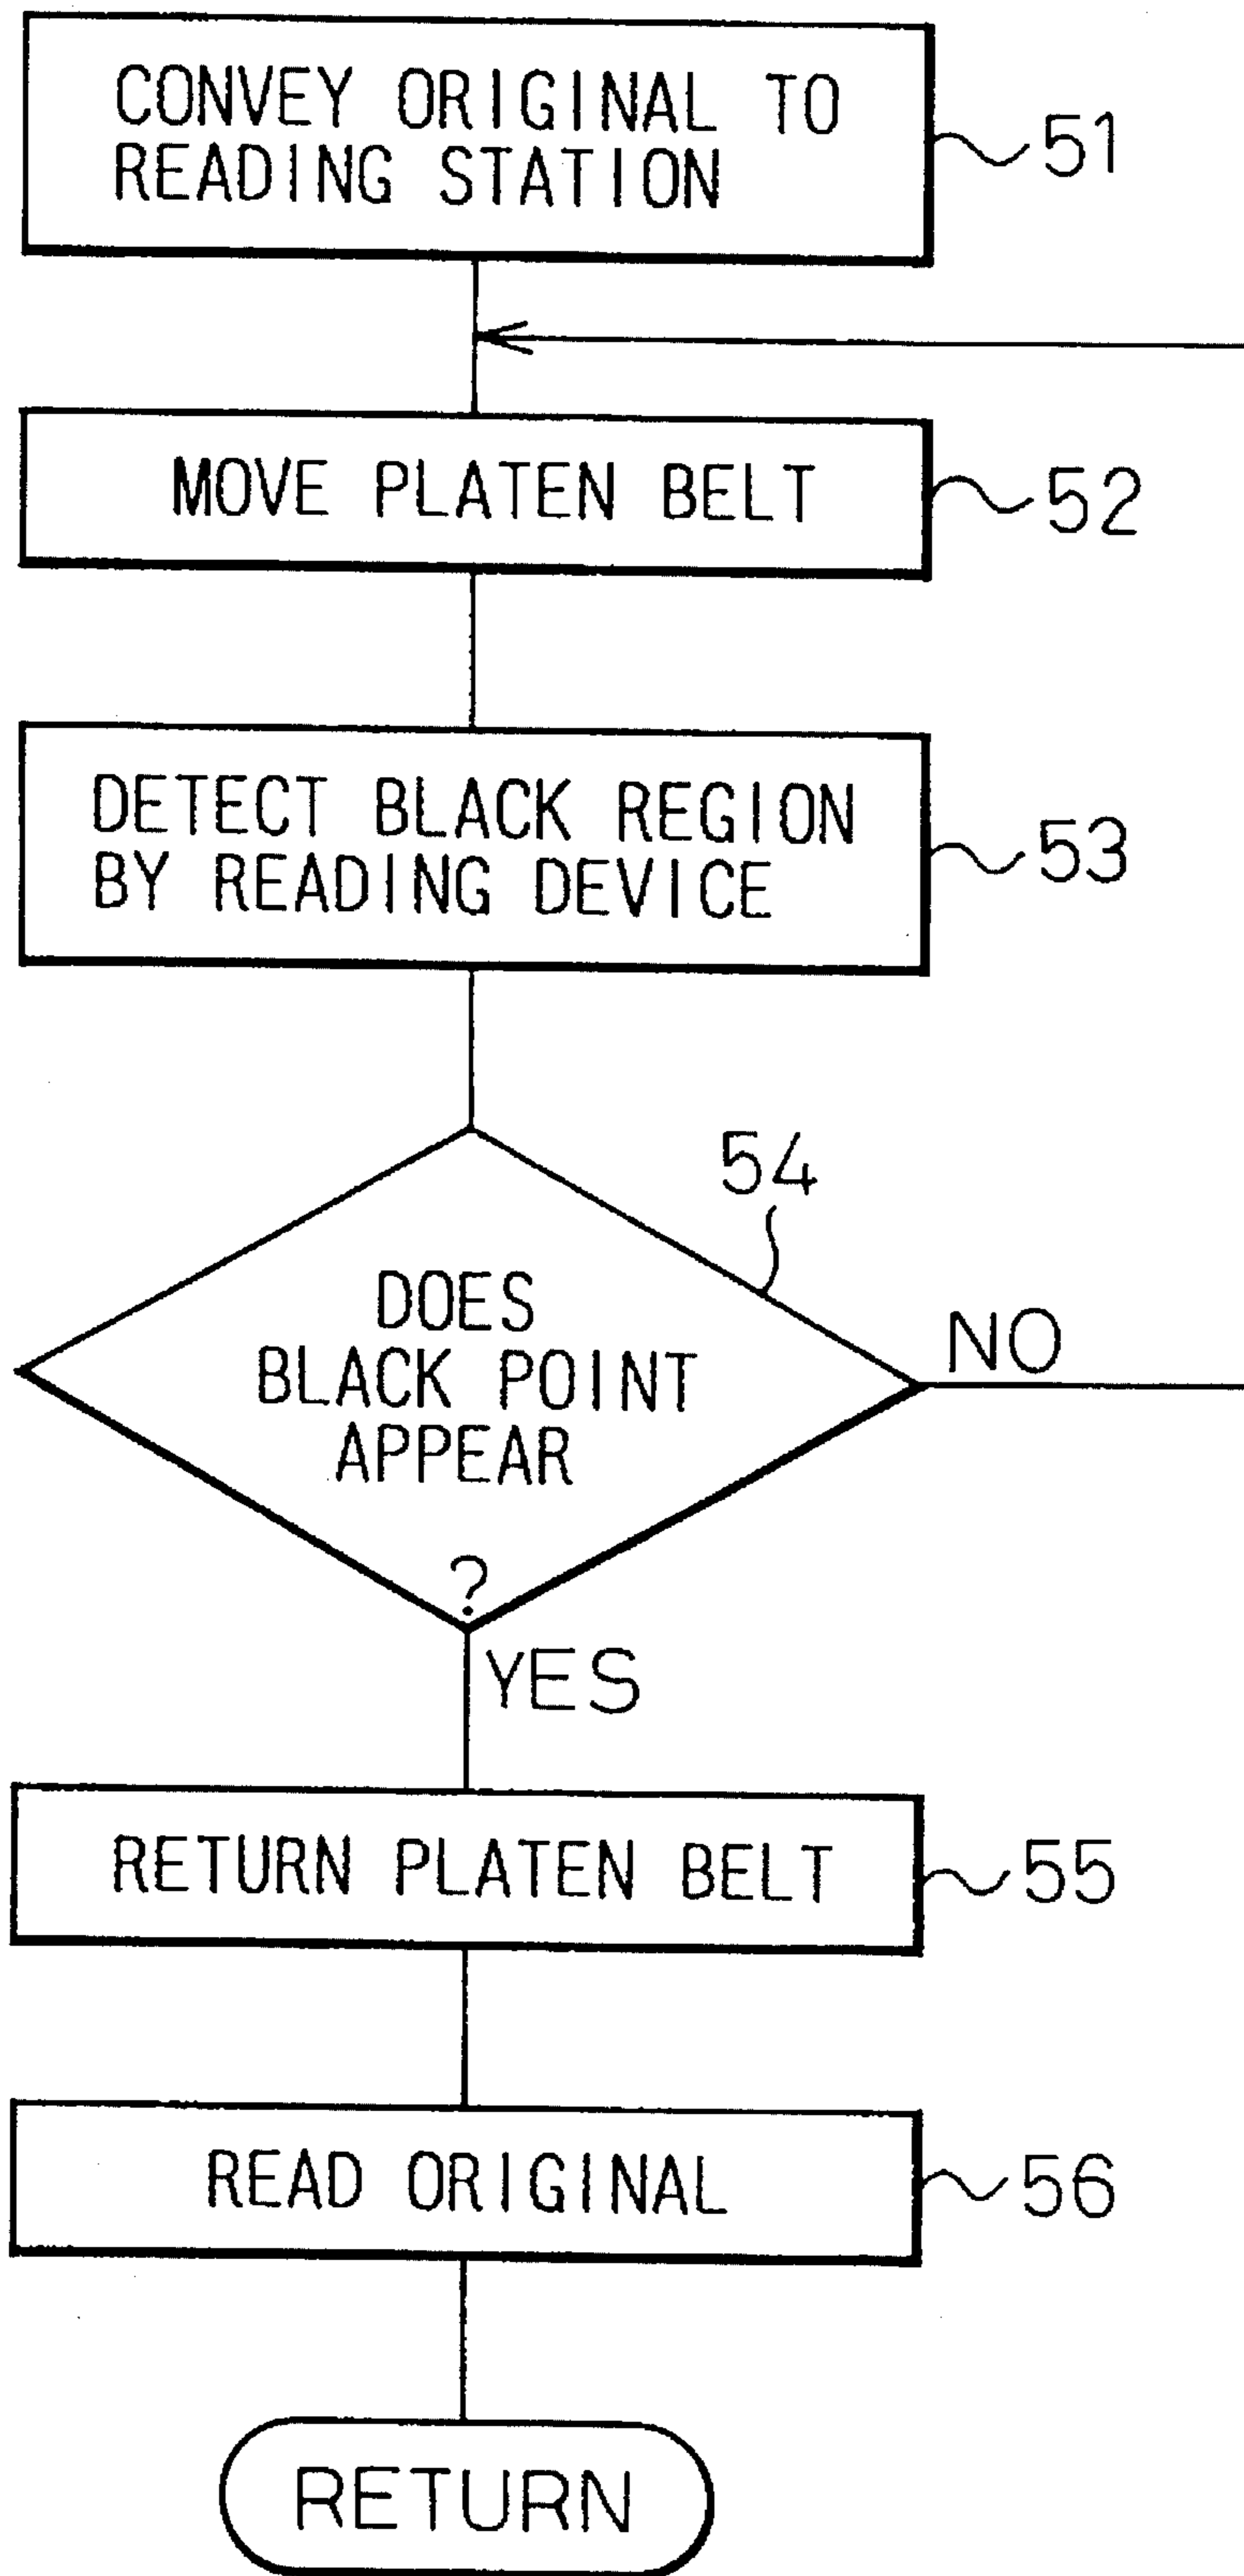 CONVEY ORIGINAL TO
READING STATION
51
MOVE PLATEN BELT
52
DETECT BLACK REGION
BY READING DEVICE
53
54
DOES
BLACK POINT
APPEAR
?
NO
YES
RETURN PLATEN BELT
55
READ ORIGINAL
56
RETURN